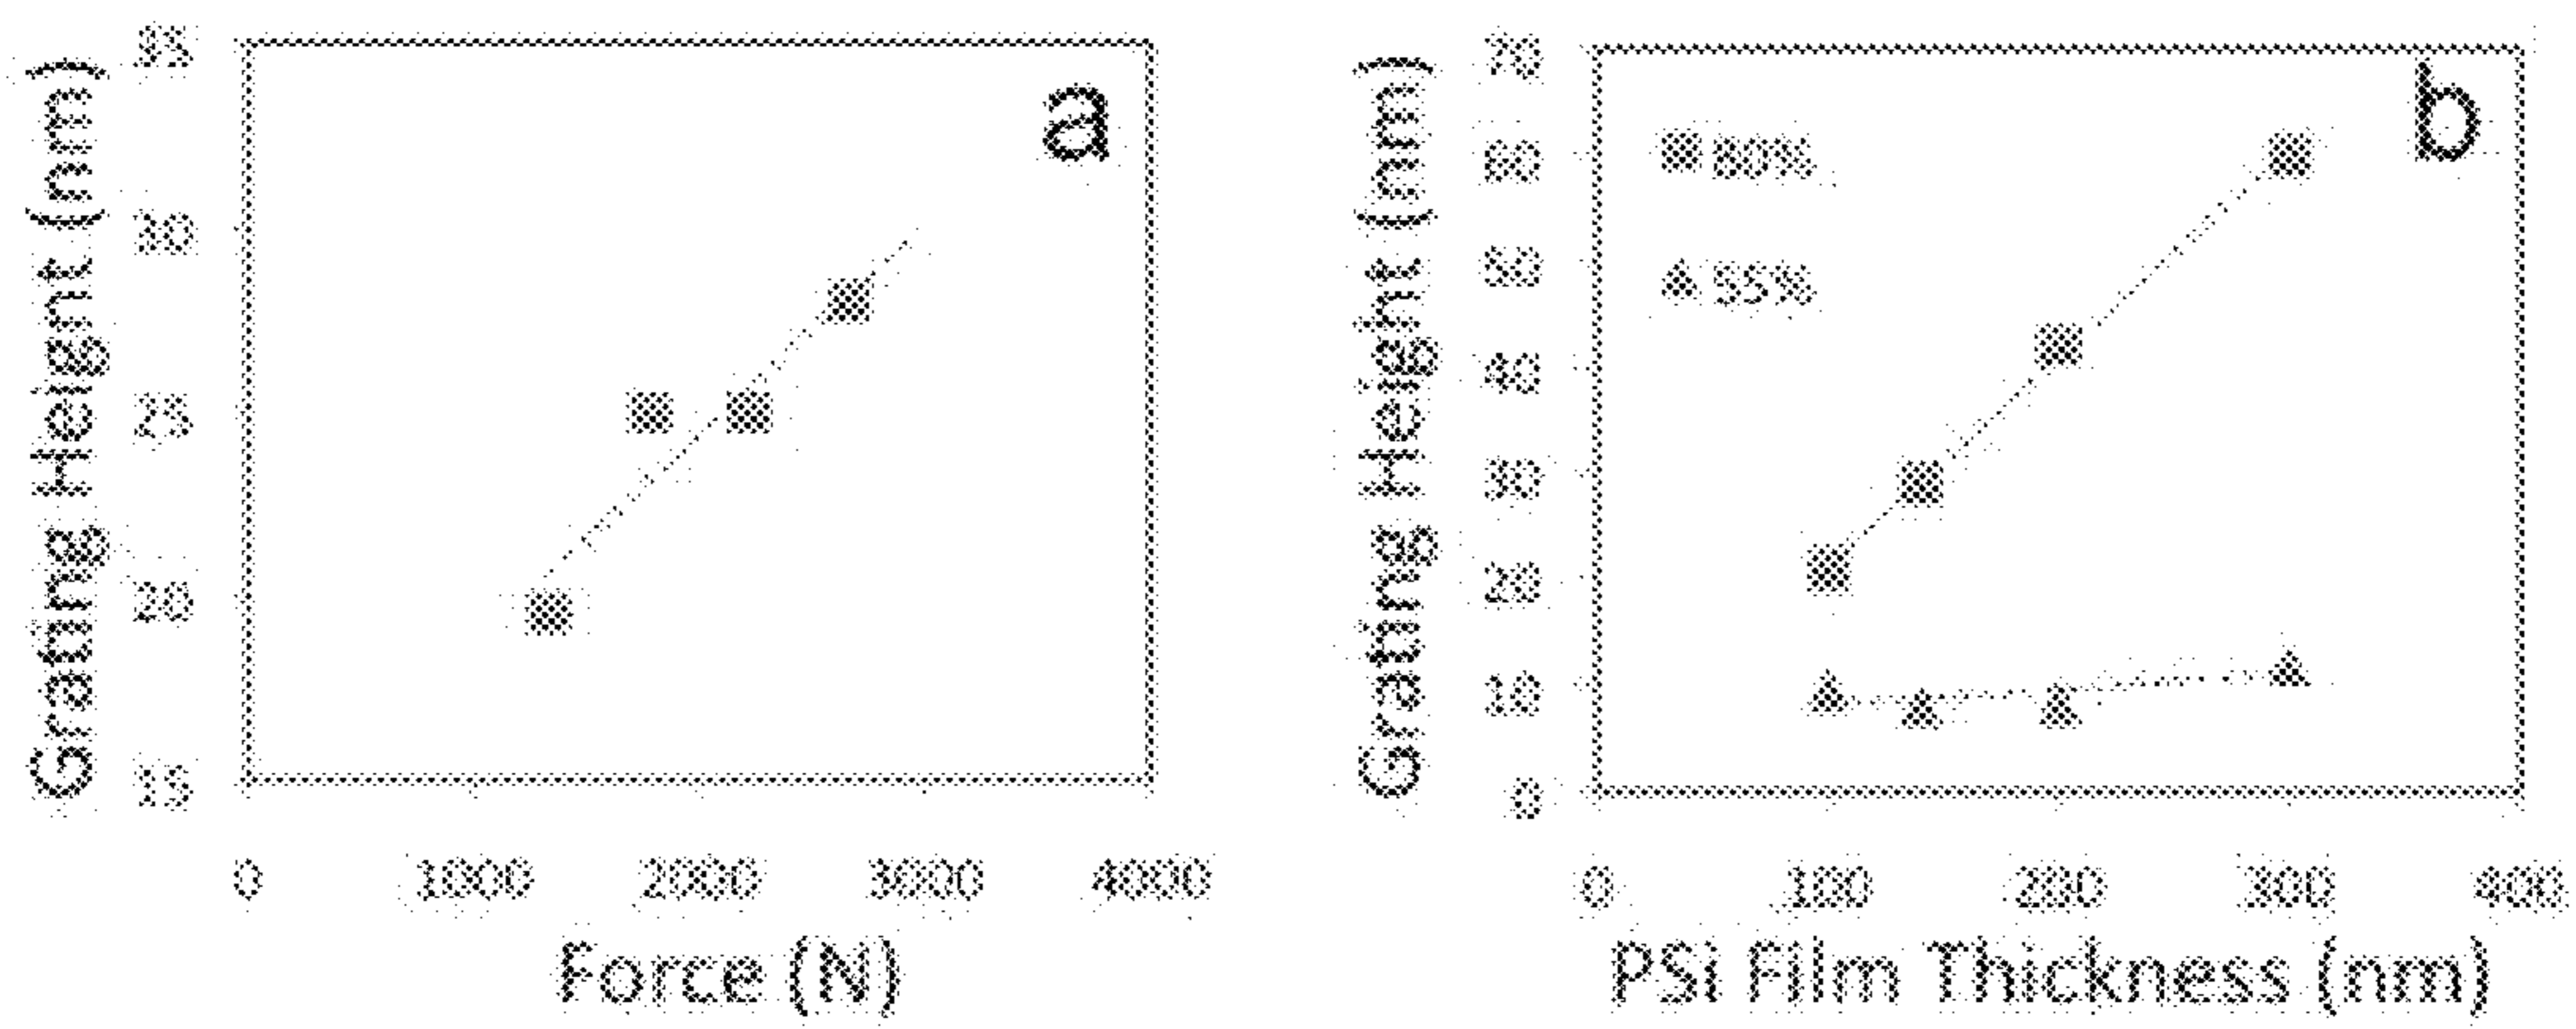 Grating Height (nm)
35
30
25
20
15
a
0 1000 2000 3000 4000
Force (N)
Grating Height (nm)
70
60
50
40
30
20
10
0
80%
55%
b
0 100 200 300 400
PSi Film Thickness (nm)